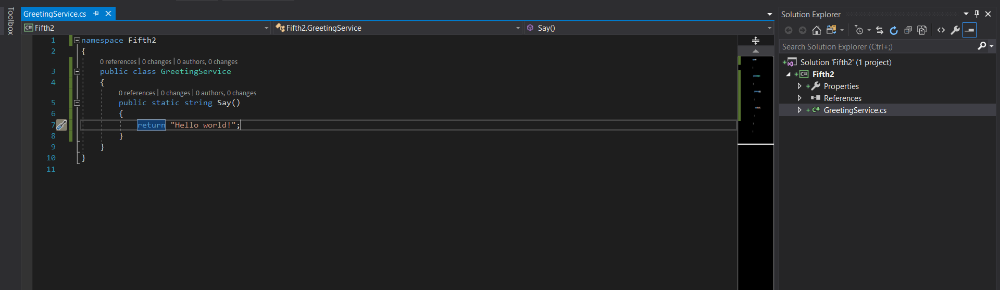 Toolbox
GreetingService.cs
C# Fifth2
Fifth2.GreetingService
Say()
1 namespace Fifth2
2 {
0 references | 0 changes | 0 authors, 0 changes
3 public class GreetingService
4 {
0 references | 0 changes | 0 authors, 0 changes
5 public static string Say()
6 {
7 return "Hello world!";
8 }
9 }
10 }
11
Solution Explorer
Search Solution Explorer (Ctrl+;)
Solution 'Fifth2' (1 project)
C# Fifth2
Properties
References
C# GreetingService.cs